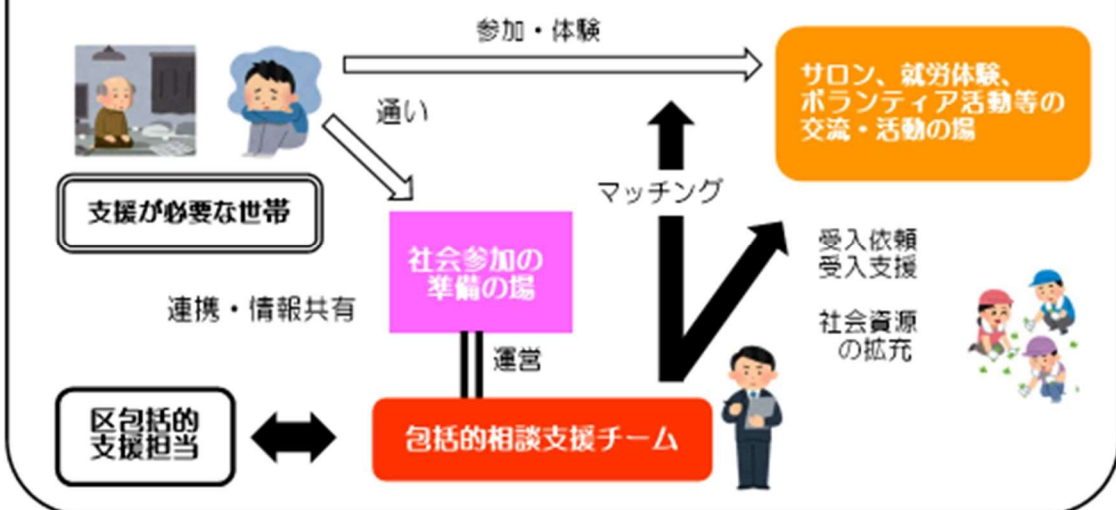 参加・体験
サロン、就労体験、
ボランティア活動等の
交流・活動の場
通い
マッチング
支援が必要な世帯
社会参加の
準備の場
受入依頼
受入支援
連携・情報共有
社会資源
の拡充
運営
区包括的
支援担当
包括的相談支援チーム